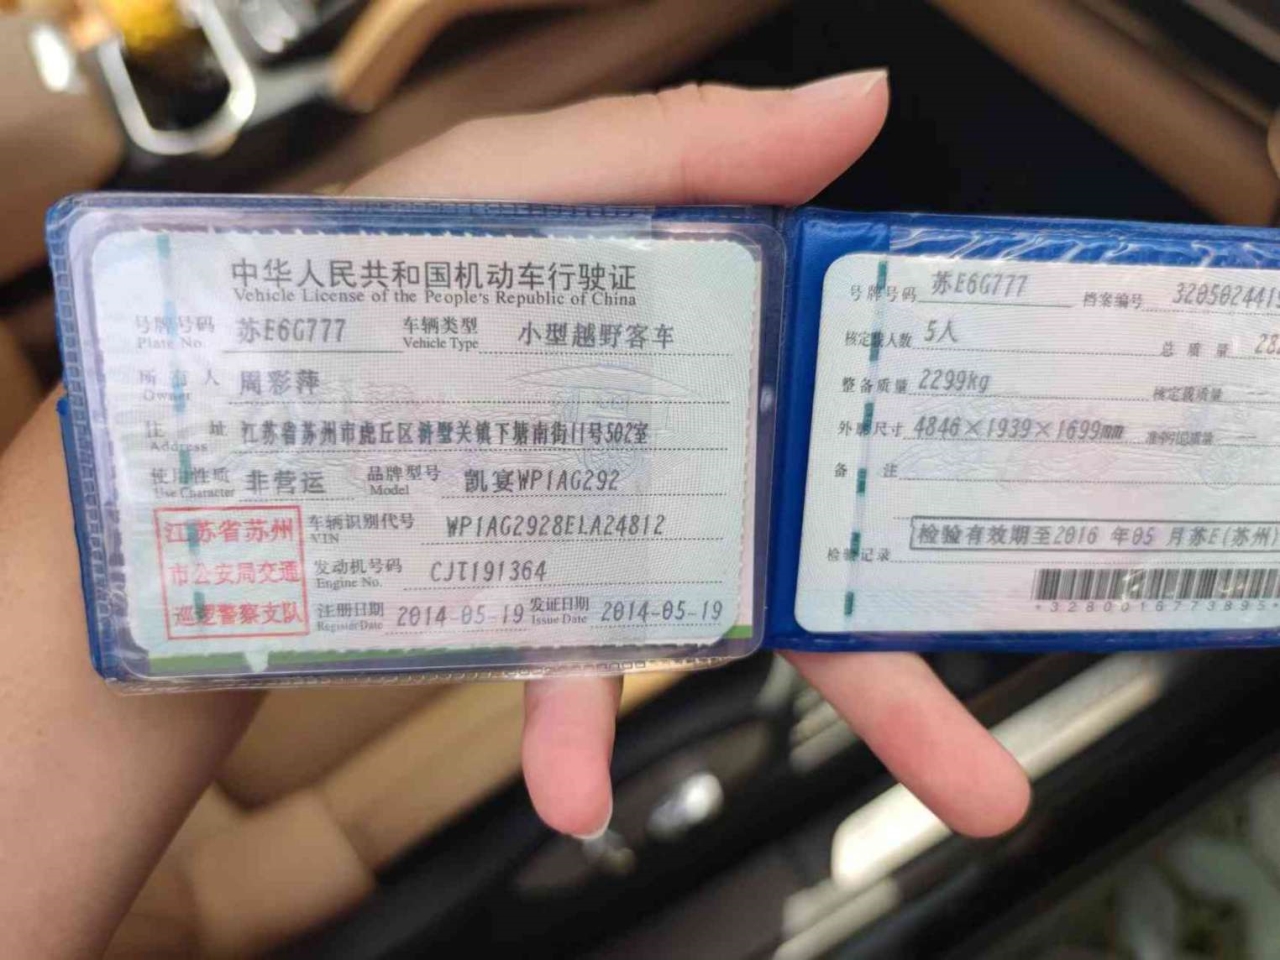 中华人民共和国机动车行驶证
Vehicle License of the People's Republic of China
号牌号码 苏E6G777 车辆类型 小型越野客车
Plate No. Vehicle Type
所有人 周彩萍
Owner
住址 江苏省苏州市虎丘区浒墅关镇下塘南街11号502室
Address
使用性质 非营运 品牌型号 凯宴WP1AG292
Use Character Model
江苏省苏州
市公安局交通
巡逻警察支队
车辆识别代号 WP1AG2928ELA24812
VIN
发动机号码 CJT191364
Engine No.
注册日期 2014-05-19 发证日期 2014-05-19
Register Date Issue Date
号牌号码 苏E6G777 档案编号 320502441
核定载人数 5人 总质量 28
整备质量 2299kg 核定载质量 --
外廓尺寸 4846×1939×1699mm 准牵引总质量 --
备注
检验有效期至2016 年05 月苏E(苏州)
检验记录
*3280016773895*